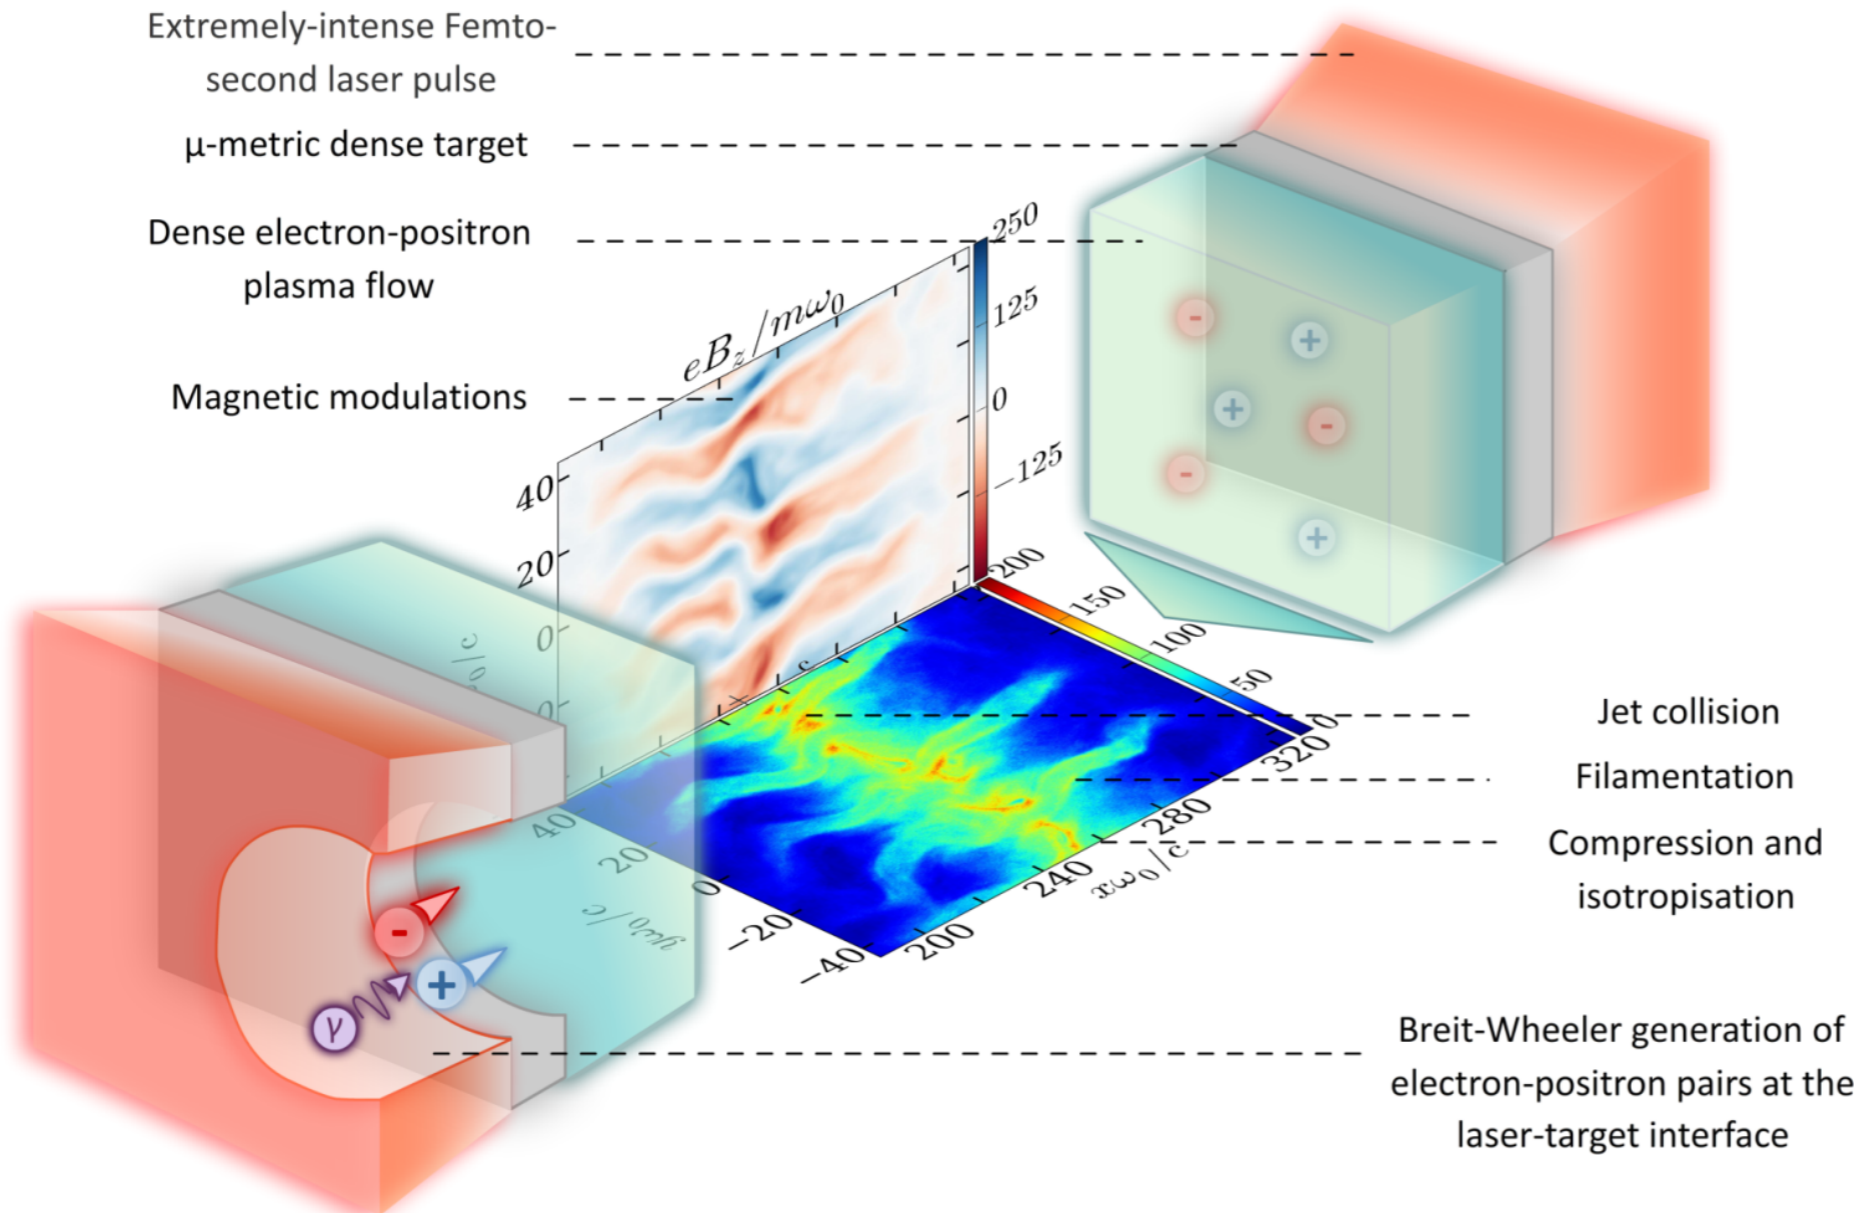 Extremely-intense Femto-
second laser pulse
μ-metric dense target
Dense electron-positron
plasma flow
Magnetic modulations
eB_z/mω_0
250
125
0
−125
40
20
0
ω_0/c
200
150
100
50
0
40
20
0
−20
−40
yω_0/c
200
240
280
320
xω_0/c
-
+
+
-
-
+
-
+
γ
Jet collision
Filamentation
Compression and
isotropisation
Breit-Wheeler generation of
electron-positron pairs at the
laser-target interface